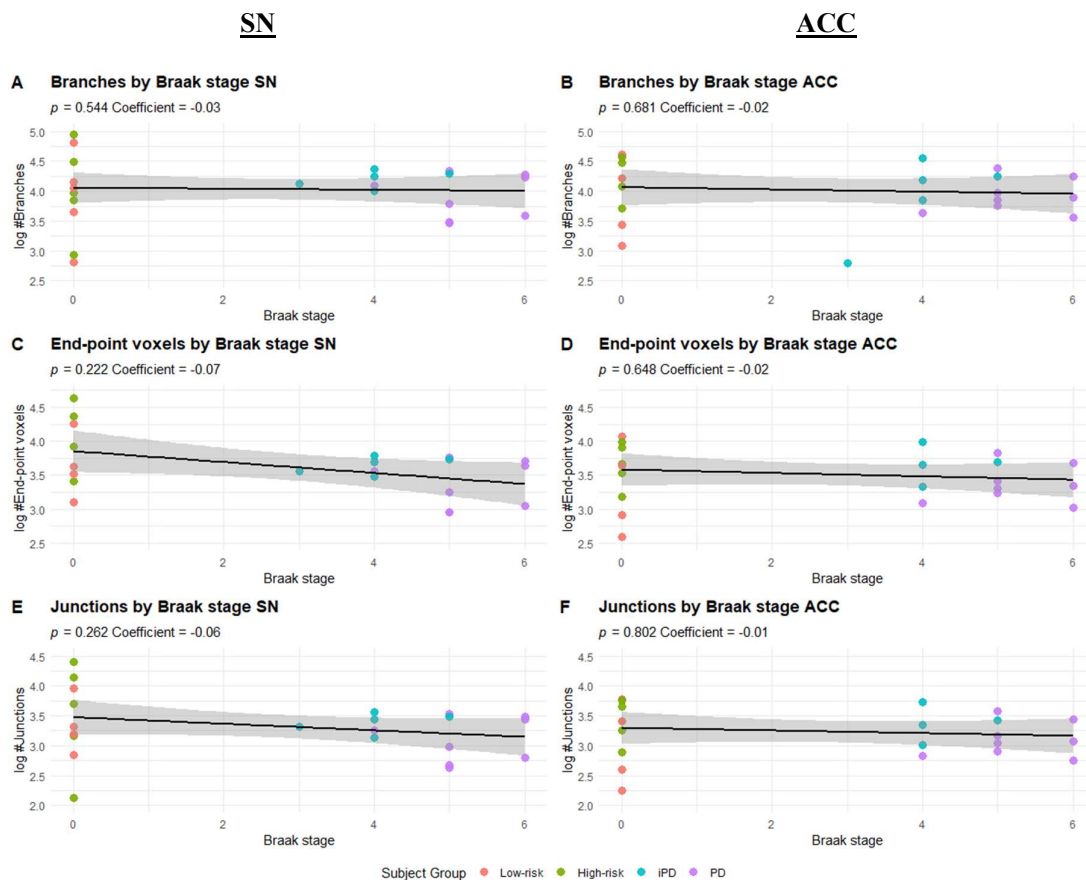 SN
ACC
A Branches by Braak stage SN
p = 0.544 Coefficient = -0.03
log #Branches
5.0
4.5
4.0
3.5
3.0
2.5
0 2 4 6
Braak stage
B Branches by Braak stage ACC
p = 0.681 Coefficient = -0.02
log #Branches
5.0
4.5
4.0
3.5
3.0
2.5
0 2 4 6
Braak stage
C End-point voxels by Braak stage SN
p = 0.222 Coefficient = -0.07
log #End-point voxels
4.5
4.0
3.5
3.0
2.5
0 2 4 6
Braak stage
D End-point voxels by Braak stage ACC
p = 0.648 Coefficient = -0.02
log #End-point voxels
4.5
4.0
3.5
3.0
2.5
0 2 4 6
Braak stage
E Junctions by Braak stage SN
p = 0.262 Coefficient = -0.06
log #Junctions
4.5
4.0
3.5
3.0
2.5
2.0
0 2 4 6
Braak stage
F Junctions by Braak stage ACC
p = 0.802 Coefficient = -0.01
log #Junctions
4.5
4.0
3.5
3.0
2.5
2.0
0 2 4 6
Braak stage
Subject Group Low-risk High-risk iPD PD